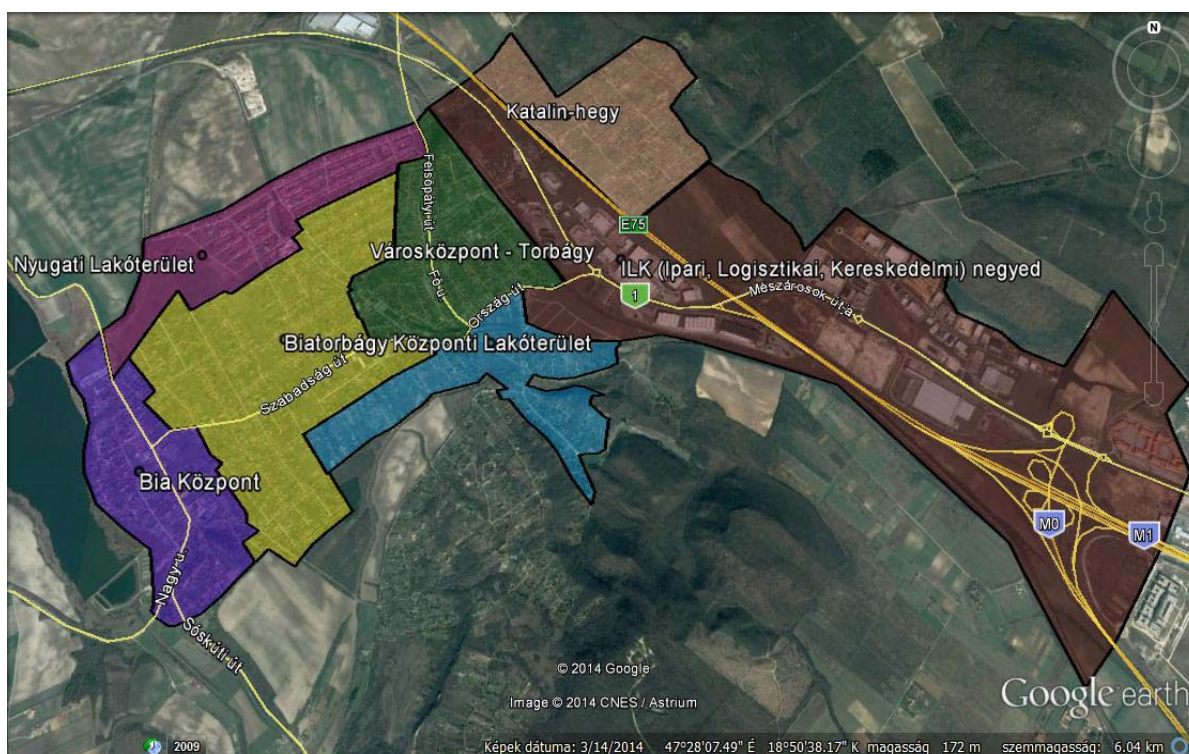 N
Katalin-hegy
Felsőpátyi út
E75
Városközpont - Torbágy
Nyugati Lakóterület
ILK (Ipari, Logisztikai, Kereskedelmi) negyed
Fő u.
Ország út
1
Mészárosok útja
Biatorbágy Központi Lakóterület
Szabadság út
Bia Központ
M0
M1
Nagy u.
Sóskúti út
© 2014 Google
Image © 2014 CNES / Astrium
Google earth
2009
Képek dátuma: 3/14/2014 47°28'07.49" É 18°50'38.17" K magasság 172 m szemmagasság: 6.04 km